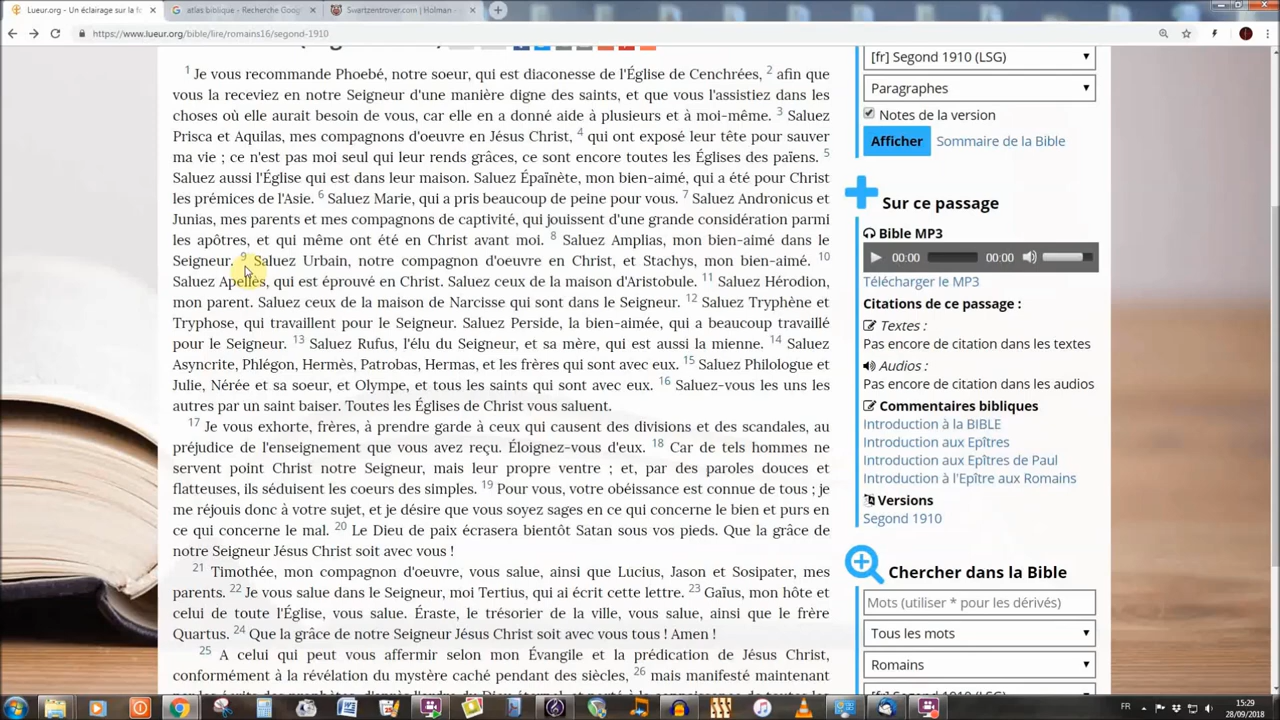 Lueur.org - Un éclairage sur la fo
atlas biblique - Recherche Goog
Swartzentrover.com | Holman -
https://www.lueur.org/bible/lire/romains16/segond-1910
1 Je vous recommande Phoebé, notre soeur, qui est diaconesse de l'Église de Cenchrées, 2 afin que
vous la receviez en notre Seigneur d'une manière digne des saints, et que vous l'assistiez dans les
choses où elle aurait besoin de vous, car elle en a donné aide à plusieurs et à moi-même. 3 Saluez
Prisca et Aquilas, mes compagnons d'oeuvre en Jésus Christ, 4 qui ont exposé leur tête pour sauver
ma vie ; ce n'est pas moi seul qui leur rends grâces, ce sont encore toutes les Églises des païens. 5
Saluez aussi l'Église qui est dans leur maison. Saluez Épaïnète, mon bien-aimé, qui a été pour Christ
les prémices de l'Asie. 6 Saluez Marie, qui a pris beaucoup de peine pour vous. 7 Saluez Andronicus et
Junias, mes parents et mes compagnons de captivité, qui jouissent d'une grande considération parmi
les apôtres, et qui même ont été en Christ avant moi. 8 Saluez Amplias, mon bien-aimé dans le
Seigneur. 9 Saluez Urbain, notre compagnon d'oeuvre en Christ, et Stachys, mon bien-aimé. 10
Saluez Apellès, qui est éprouvé en Christ. Saluez ceux de la maison d'Aristobule. 11 Saluez Hérodion,
mon parent. Saluez ceux de la maison de Narcisse qui sont dans le Seigneur. 12 Saluez Tryphène et
Tryphose, qui travaillent pour le Seigneur. Saluez Perside, la bien-aimée, qui a beaucoup travaillé
pour le Seigneur. 13 Saluez Rufus, l'élu du Seigneur, et sa mère, qui est aussi la mienne. 14 Saluez
Asyncrite, Phlégon, Hermès, Patrobas, Hermas, et les frères qui sont avec eux. 15 Saluez Philologue et
Julie, Nérée et sa soeur, et Olympe, et tous les saints qui sont avec eux. 16 Saluez-vous les uns les
autres par un saint baiser. Toutes les Églises de Christ vous saluent.
17 Je vous exhorte, frères, à prendre garde à ceux qui causent des divisions et des scandales, au
préjudice de l'enseignement que vous avez reçu. Éloignez-vous d'eux. 18 Car de tels hommes ne
servent point Christ notre Seigneur, mais leur propre ventre ; et, par des paroles douces et
flatteuses, ils séduisent les coeurs des simples. 19 Pour vous, votre obéissance est connue de tous ; je
me réjouis donc à votre sujet, et je désire que vous soyez sages en ce qui concerne le bien et purs en
ce qui concerne le mal. 20 Le Dieu de paix écrasera bientôt Satan sous vos pieds. Que la grâce de
notre Seigneur Jésus Christ soit avec vous !
21 Timothée, mon compagnon d'oeuvre, vous salue, ainsi que Lucius, Jason et Sosipater, mes
parents. 22 Je vous salue dans le Seigneur, moi Tertius, qui ai écrit cette lettre. 23 Gaïus, mon hôte et
celui de toute l'Église, vous salue. Éraste, le trésorier de la ville, vous salue, ainsi que le frère
Quartus. 24 Que la grâce de notre Seigneur Jésus Christ soit avec vous tous ! Amen !
25 A celui qui peut vous affermir selon mon Évangile et la prédication de Jésus Christ,
conformément à la révélation du mystère caché pendant des siècles, 26 mais manifesté maintenant
[fr] Segond 1910 (LSG)
Paragraphes
Notes de la version
Afficher Sommaire de la Bible
Sur ce passage
Bible MP3
00:00 00:00
Télécharger le MP3
Citations de ce passage :
Textes :
Pas encore de citation dans les textes
Audios :
Pas encore de citation dans les audios
Commentaires bibliques
Introduction à la BIBLE
Introduction aux Epîtres
Introduction aux Epîtres de Paul
Introduction à l'Epître aux Romains
Versions
Segond 1910
Chercher dans la Bible
Mots (utiliser * pour les dérivés)
Tous les mots
Romains
FR
15:29
28/09/2018